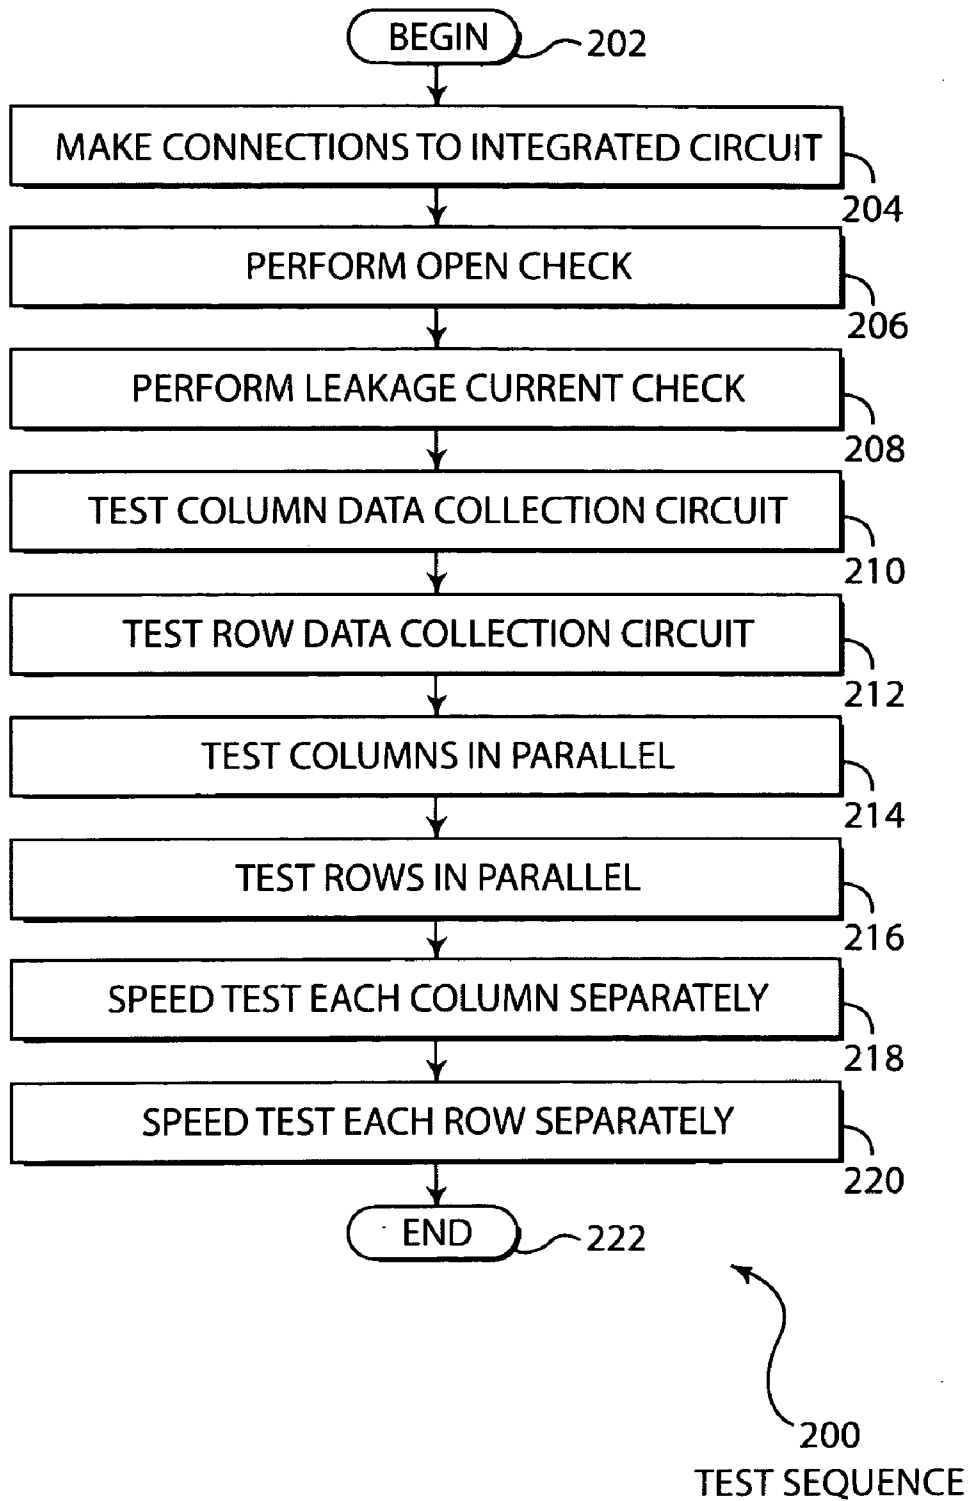 BEGIN
202
MAKE CONNECTIONS TO INTEGRATED CIRCUIT
204
PERFORM OPEN CHECK
206
PERFORM LEAKAGE CURRENT CHECK
208
TEST COLUMN DATA COLLECTION CIRCUIT
210
TEST ROW DATA COLLECTION CIRCUIT
212
TEST COLUMNS IN PARALLEL
214
TEST ROWS IN PARALLEL
216
SPEED TEST EACH COLUMN SEPARATELY
218
SPEED TEST EACH ROW SEPARATELY
220
END
222
200
TEST SEQUENCE